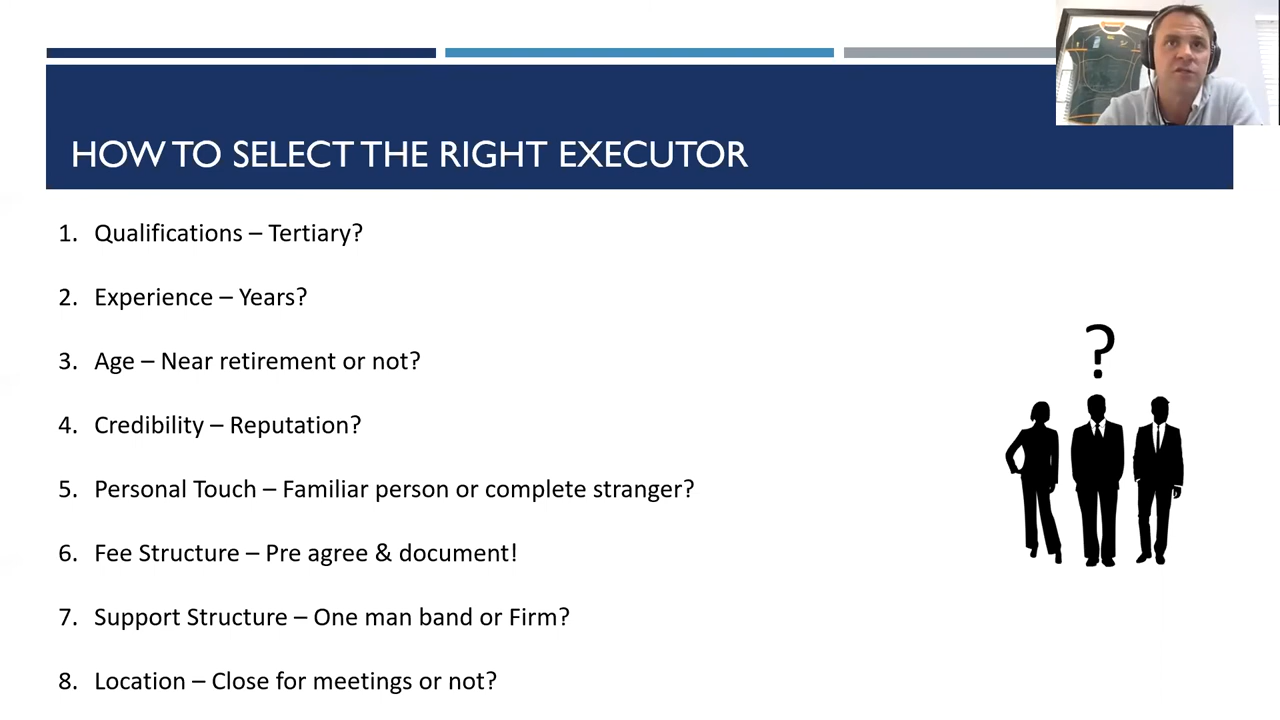 HOW TO SELECT THE RIGHT EXECUTOR
1. Qualifications – Tertiary?
2. Experience – Years?
3. Age – Near retirement or not?
4. Credibility – Reputation?
5. Personal Touch – Familiar person or complete stranger?
6. Fee Structure – Pre agree & document!
7. Support Structure – One man band or Firm?
8. Location – Close for meetings or not?
?